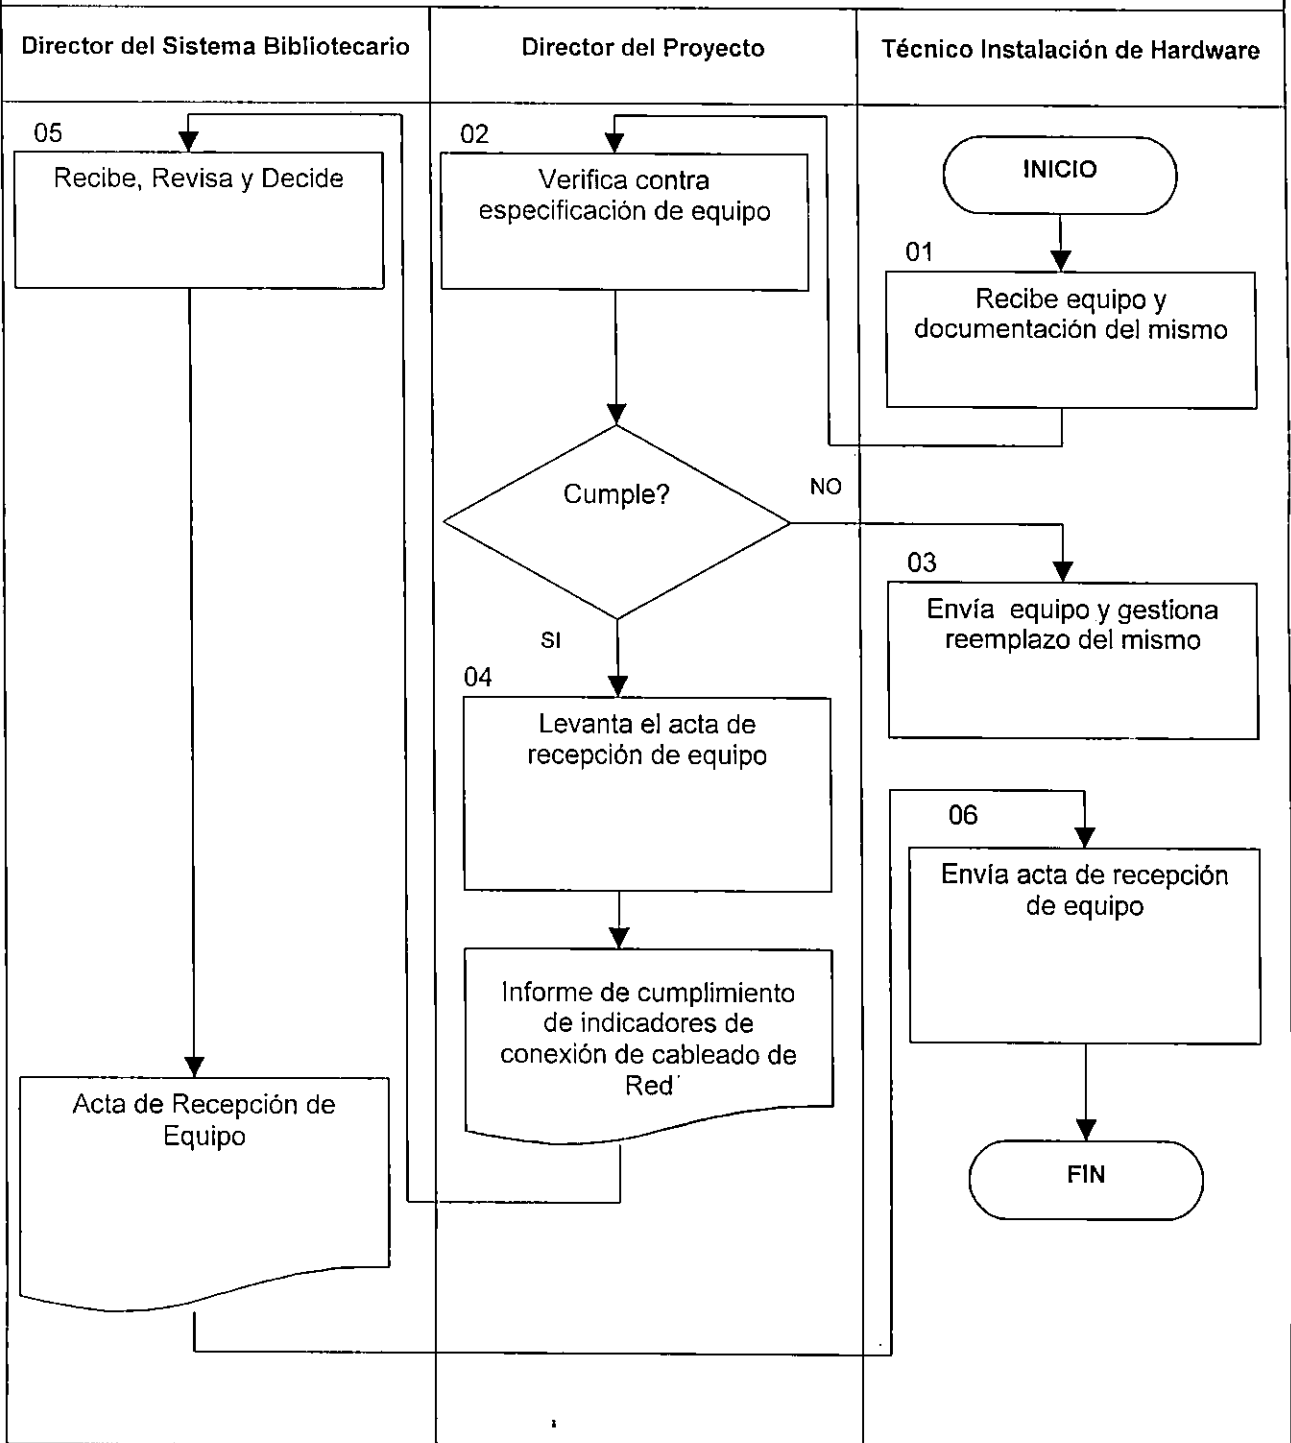 Director del Sistema Bibliotecario
Director del Proyecto
Técnico Instalación de Hardware
05
Recibe, Revisa y Decide
02
Verifica contra
especificación de equipo
INICIO
01
Recibe equipo y
documentación del mismo
Cumple?
NO
03
Envía equipo y gestiona
reemplazo del mismo
SI
04
Levanta el acta de
recepción de equipo
06
Envía acta de recepción
de equipo
Informe de cumplimiento
de indicadores de
conexión de cableado de
Red
Acta de Recepción de
Equipo
FIN